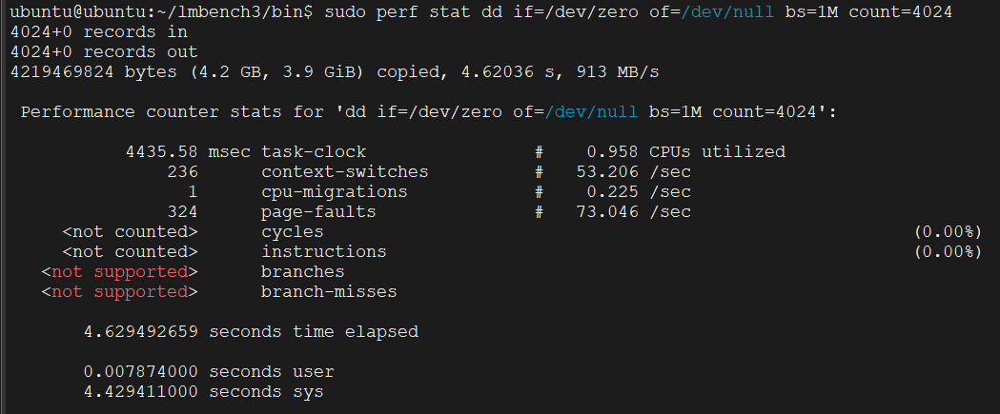 ubuntu@ubuntu:~/lmbench3/bin$ sudo perf stat dd if=/dev/zero of=/dev/null bs=1M count=4024
4024+0 records in
4024+0 records out
4219469824 bytes (4.2 GB, 3.9 GiB) copied, 4.62036 s, 913 MB/s
Performance counter stats for 'dd if=/dev/zero of=/dev/null bs=1M count=4024':
4435.58 msec task-clock # 0.958 CPUs utilized
236 context-switches # 53.206 /sec
1 cpu-migrations # 0.225 /sec
324 page-faults # 73.046 /sec
<not counted> cycles (0.00%)
<not counted> instructions (0.00%)
<not supported> branches
<not supported> branch-misses
4.629492659 seconds time elapsed
0.007874000 seconds user
4.429411000 seconds sys